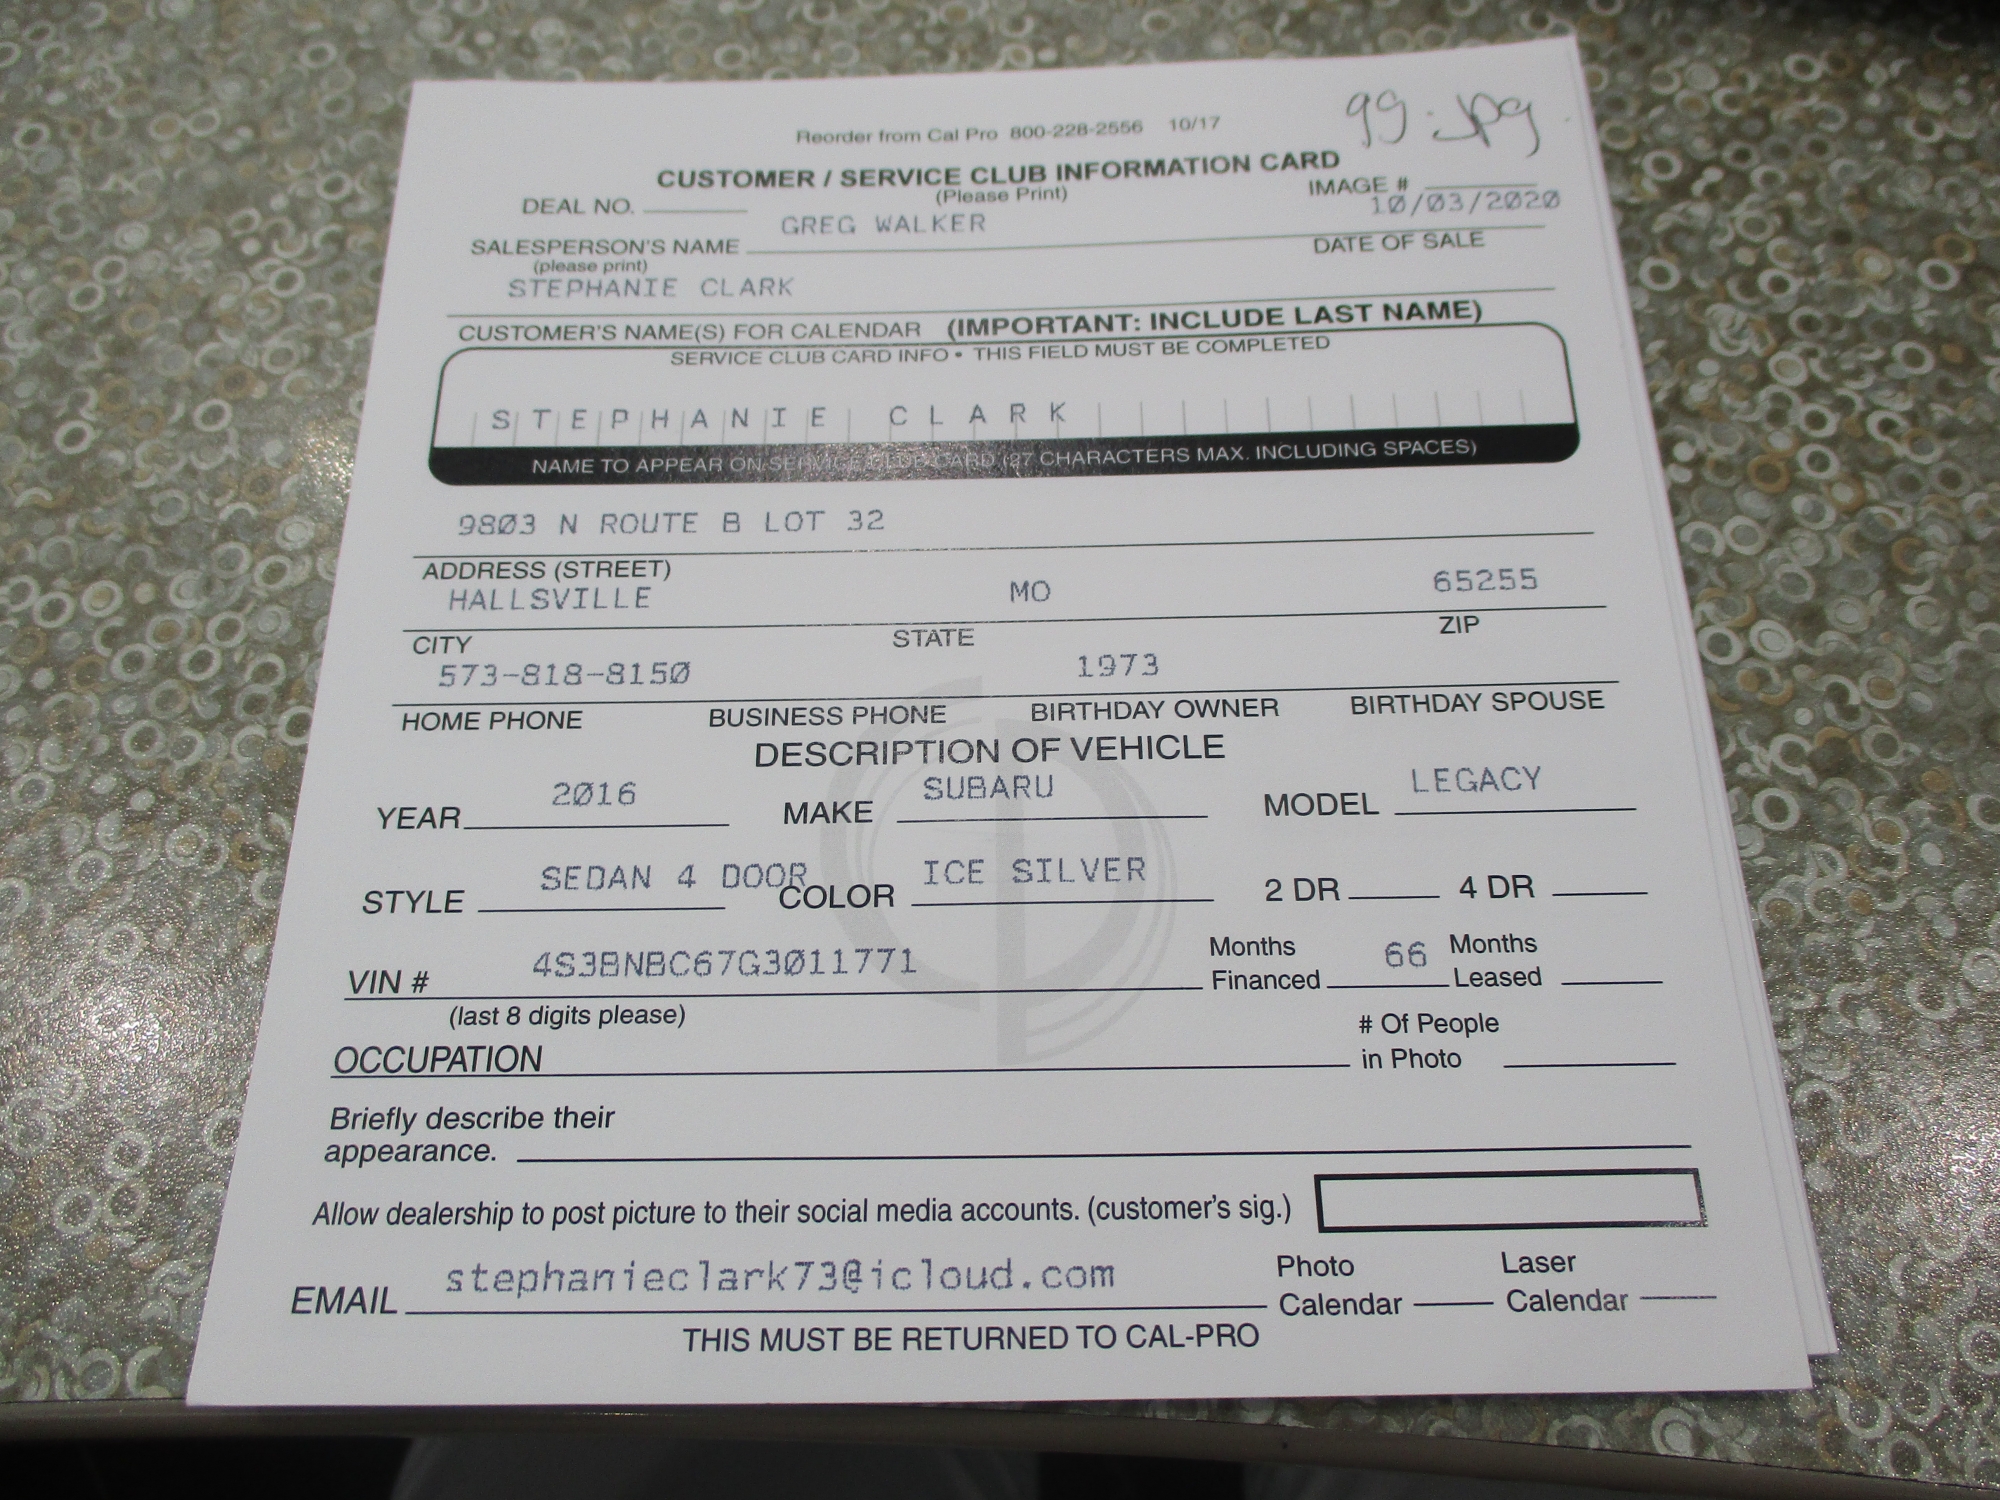 99.jpg
Reorder from Cal Pro 800-228-2556 10/17
CUSTOMER / SERVICE CLUB INFORMATION CARD
(Please Print)
DEAL NO.
IMAGE #
GREG WALKER
10/03/2020
SALESPERSON'S NAME
DATE OF SALE
(please print)
STEPHANIE CLARK
CUSTOMER'S NAME(S) FOR CALENDAR (IMPORTANT: INCLUDE LAST NAME)
SERVICE CLUB CARD INFO • THIS FIELD MUST BE COMPLETED
STEPHANIE CLARK
NAME TO APPEAR ON SERVICE CLUB CARD (27 CHARACTERS MAX. INCLUDING SPACES)
9803 N ROUTE B LOT 32
ADDRESS (STREET)
HALLSVILLE MO 65255
CITY STATE ZIP
573-818-8150 1973
HOME PHONE BUSINESS PHONE BIRTHDAY OWNER BIRTHDAY SPOUSE
DESCRIPTION OF VEHICLE
YEAR 2016 MAKE SUBARU MODEL LEGACY
STYLE SEDAN 4 DOOR COLOR ICE SILVER 2 DR 4 DR
VIN # 4S3BNBC67G3011771 Months Financed 66 Months Leased
(last 8 digits please)
OCCUPATION # Of People in Photo
Briefly describe their
appearance.
Allow dealership to post picture to their social media accounts. (customer's sig.)
EMAIL stephanieclark73@icloud.com Photo Calendar Laser Calendar
THIS MUST BE RETURNED TO CAL-PRO